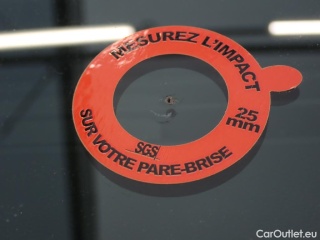 MESUREZ L'IMPACT
25
mm
SGS
SUR VOTRE PARE-BRISE
CarOutlet.eu